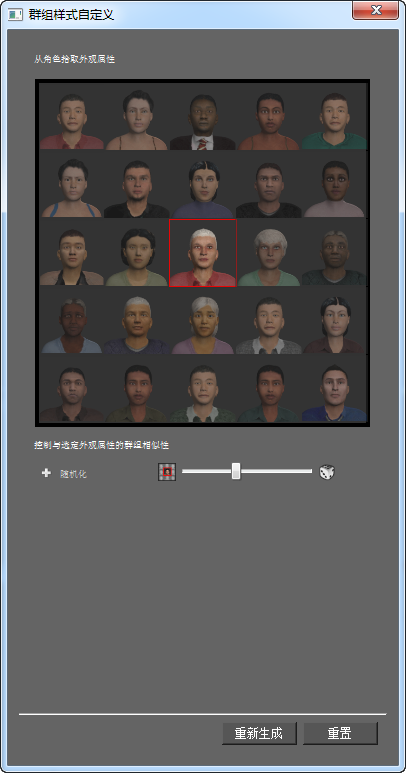 群组样式自定义
从角色拾取外观属性
控制与选定外观属性的群组相似性
随机化
重新生成
重置